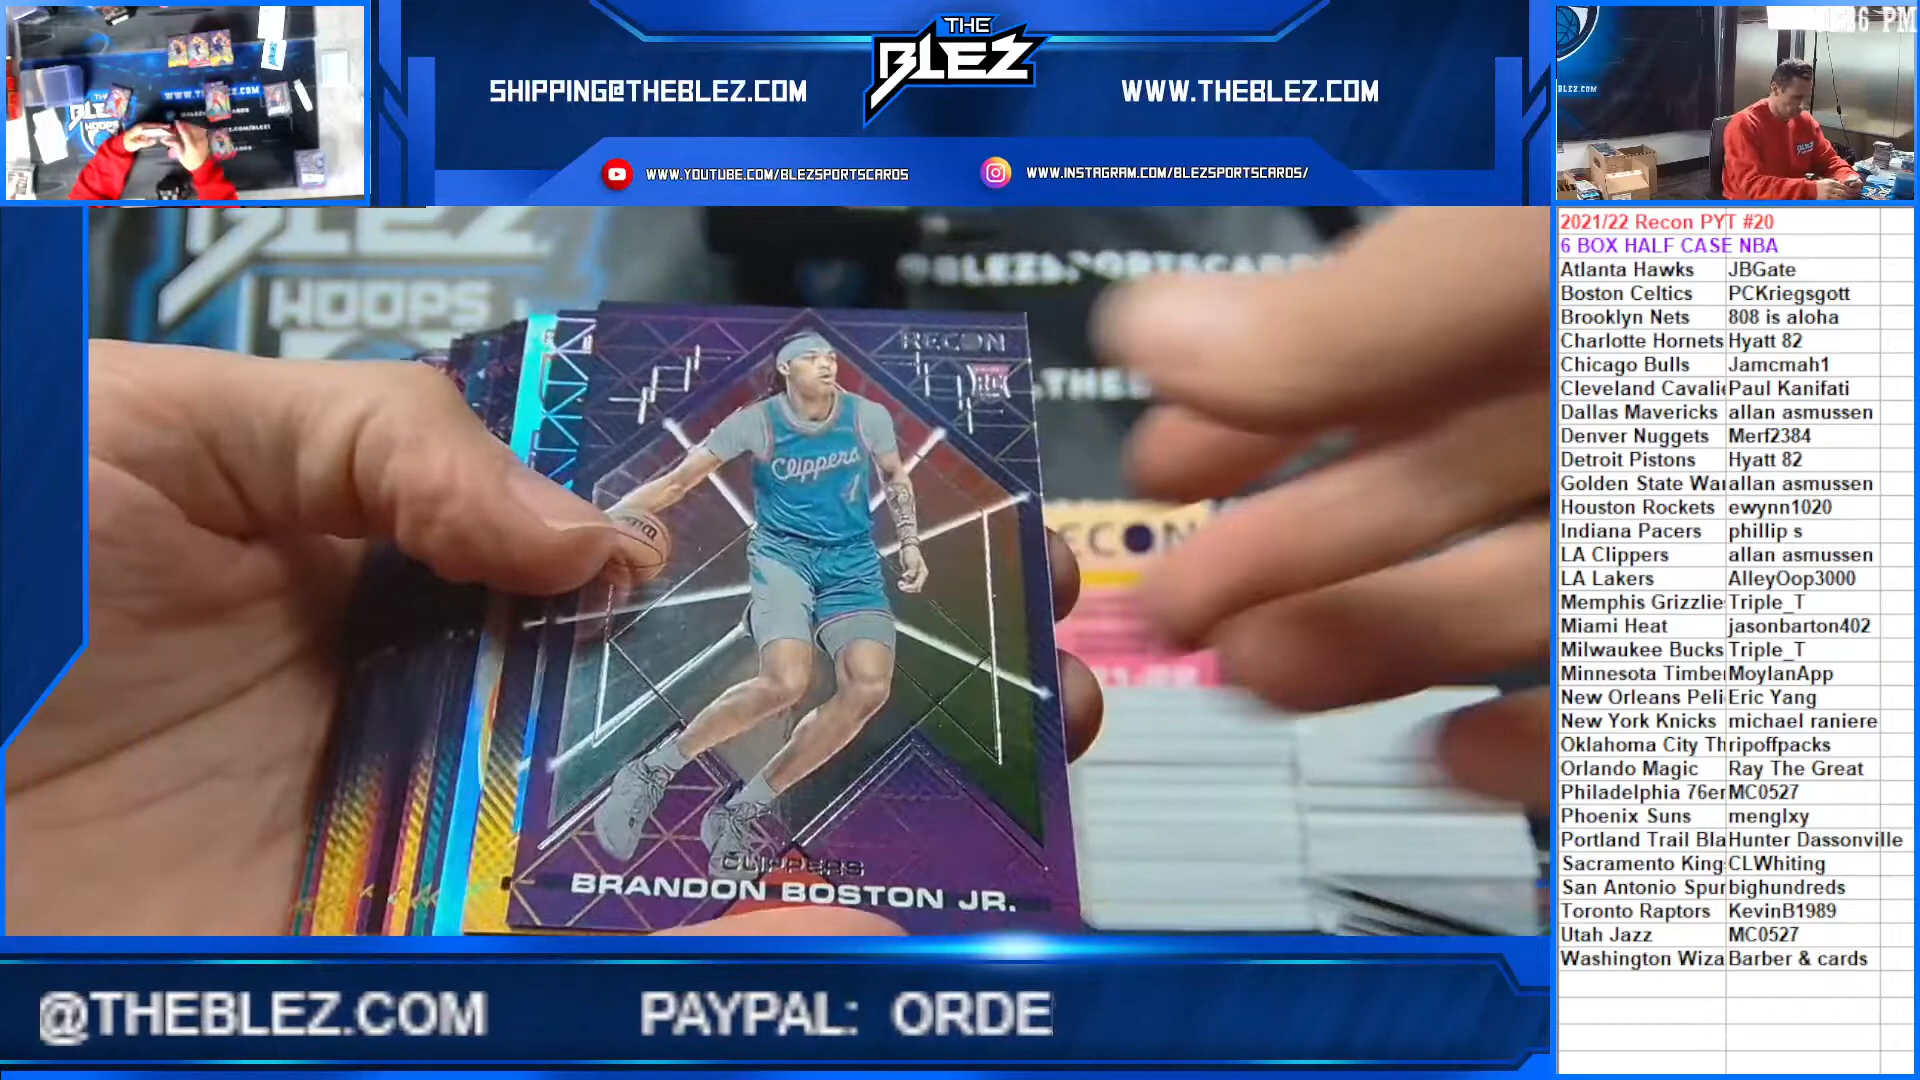 THE
BLEZ
SHIPPING@THEBLEZ.COM
WWW.THEBLEZ.COM
WWW.YOUTUBE.COM/BLEZSPORTSCARDS
WWW.INSTAGRAM.COM/BLEZSPORTSCARDS/
PM
HOOPS
RECON
RC
Clippers
1
CLIPPERS
BRANDON BOSTON JR.
2021/22 Recon PYT #20
6 BOX HALF CASE NBA
Atlanta Hawks JBGate
Boston Celtics PCKriegsgott
Brooklyn Nets 808 is aloha
Charlotte Hornets Hyatt 82
Chicago Bulls Jamcmah1
Cleveland Cavali Paul Kanifati
Dallas Mavericks allan asmussen
Denver Nuggets Merf2384
Detroit Pistons Hyatt 82
Golden State War allan asmussen
Houston Rockets ewynn1020
Indiana Pacers phillip s
LA Clippers allan asmussen
LA Lakers AlleyOop3000
Memphis Grizzlie Triple_T
Miami Heat jasonbarton402
Milwaukee Bucks Triple_T
Minnesota Timbe MoylanApp
New Orleans Peli Eric Yang
New York Knicks michael raniere
Oklahoma City Th ripoffpacks
Orlando Magic Ray The Great
Philadelphia 76er MC0527
Phoenix Suns menglxy
Portland Trail Bla Hunter Dassonville
Sacramento King CLWhiting
San Antonio Spur bighundreds
Toronto Raptors KevinB1989
Utah Jazz MC0527
Washington Wiza Barber & cards
@THEBLEZ.COM PAYPAL: ORDE